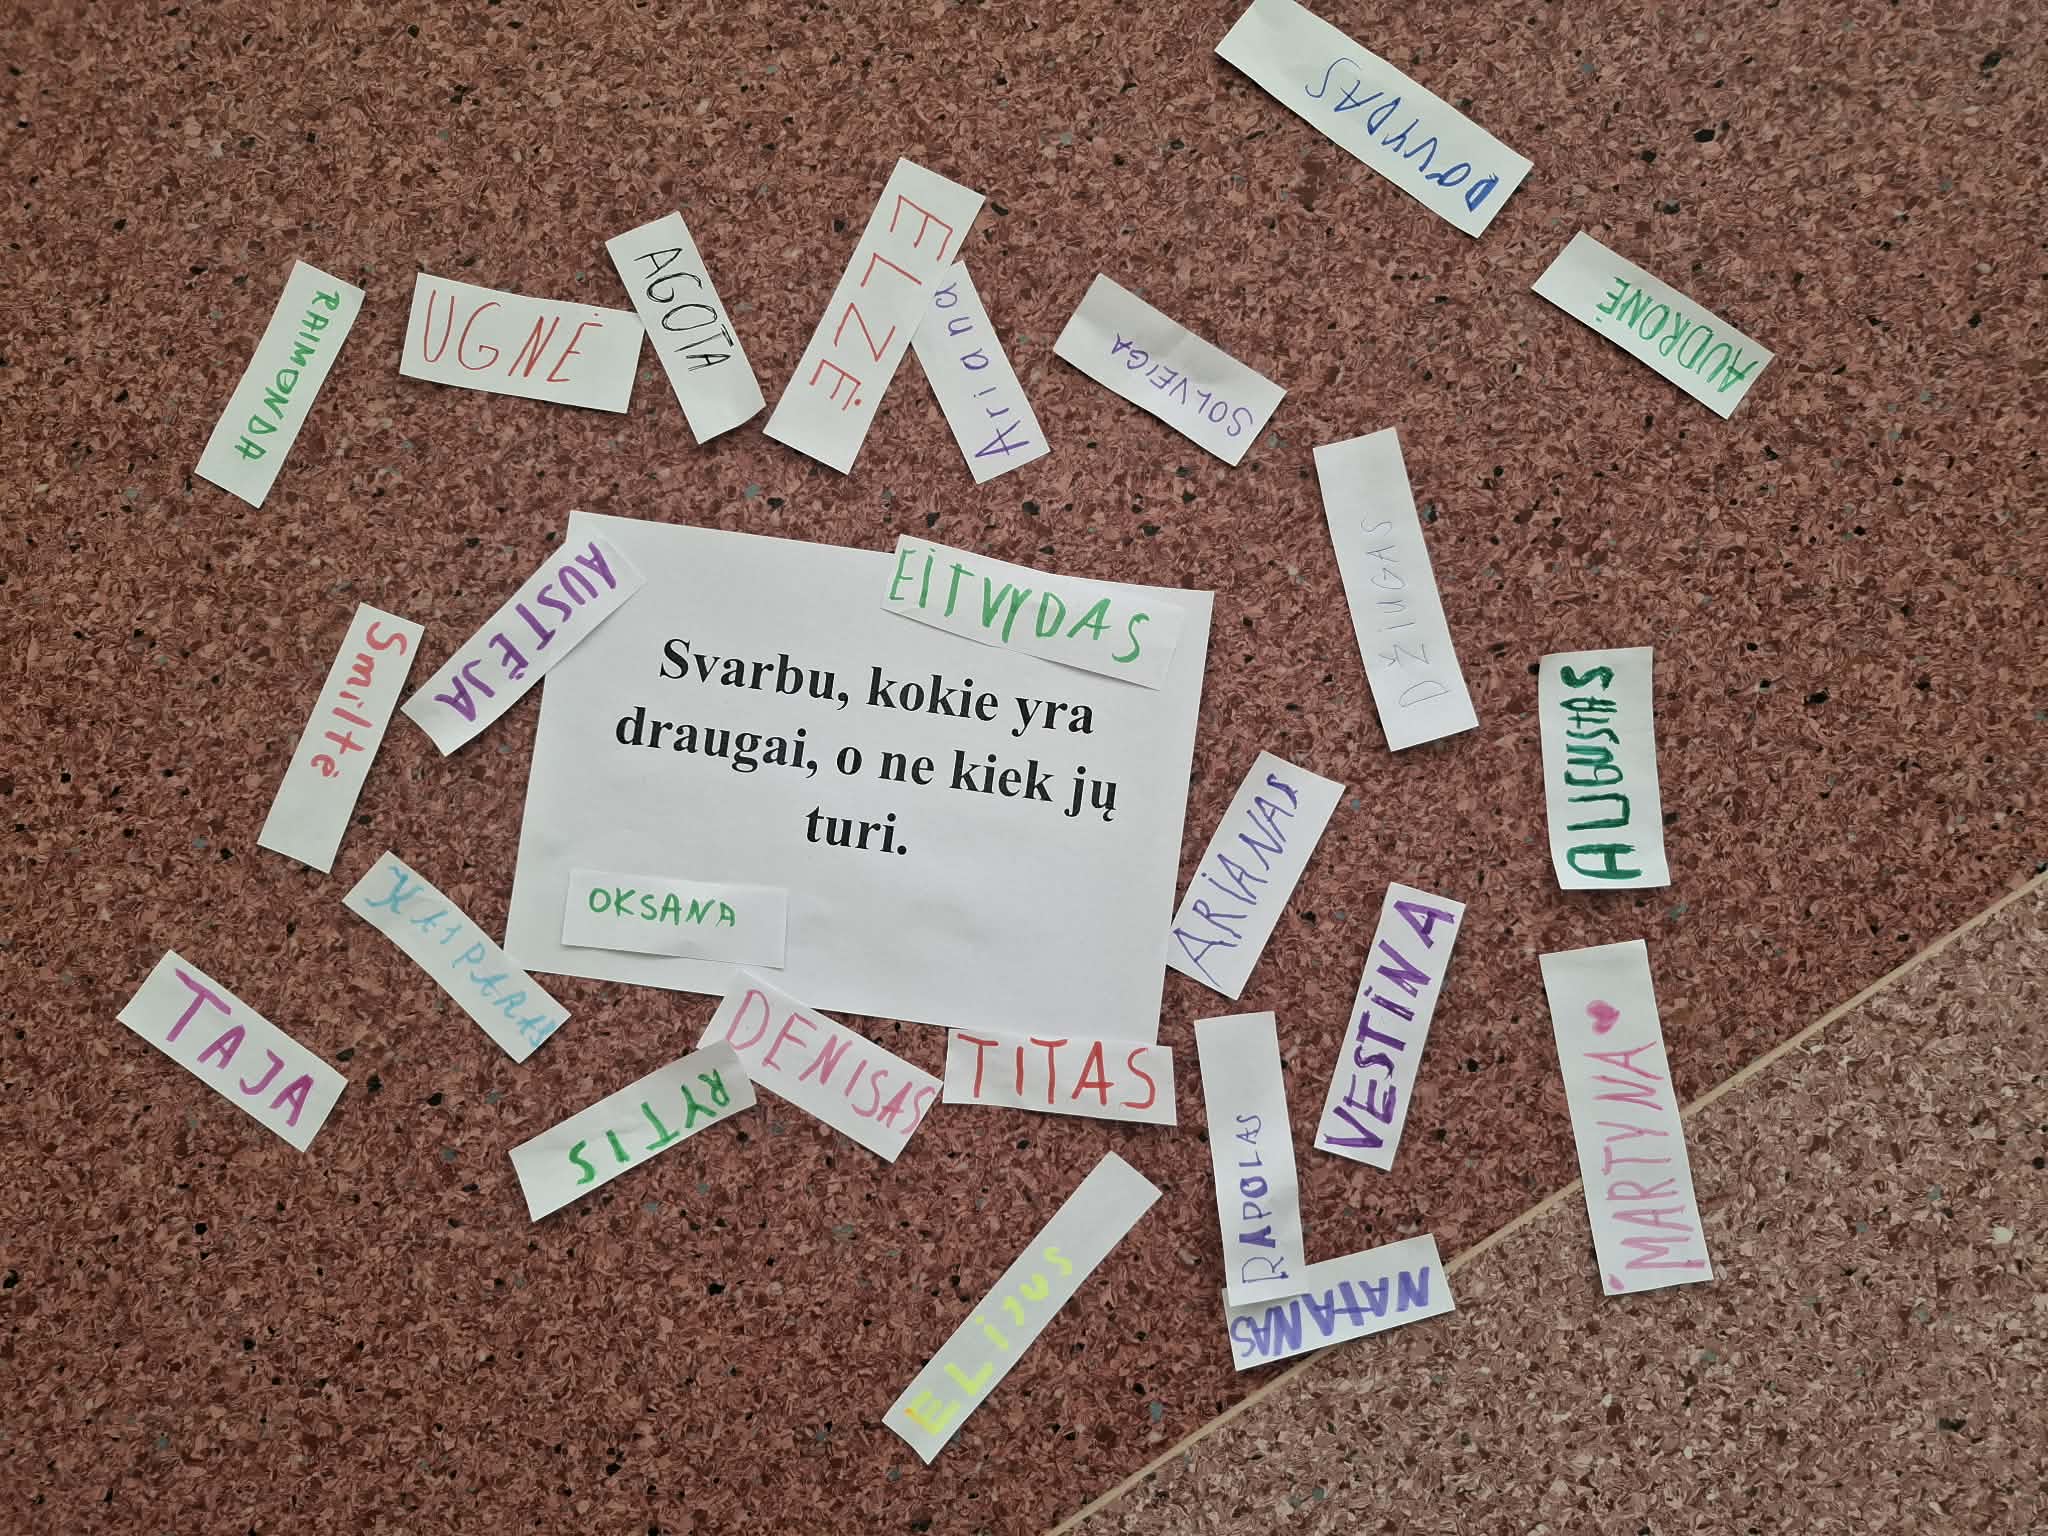 DOVYDAS
AUDRONĖ
RAIMONDA
UGNĖ
AGOTA
ELZĖ
Ariana
SOLVEIGA
DŽIUGAS
AUSTĖJA
EITVYDAS
Svarbu, kokie yra
draugai, o ne kiek jų
turi.
OKSANA
Smiltė
AUGUSTAS
ARIANAS
KASPARAS
VESTINA
TAJA
DENISAS
TITAS
RYTIS
RAPOLAS
MARTYNA
ELIJUS
NATANAS